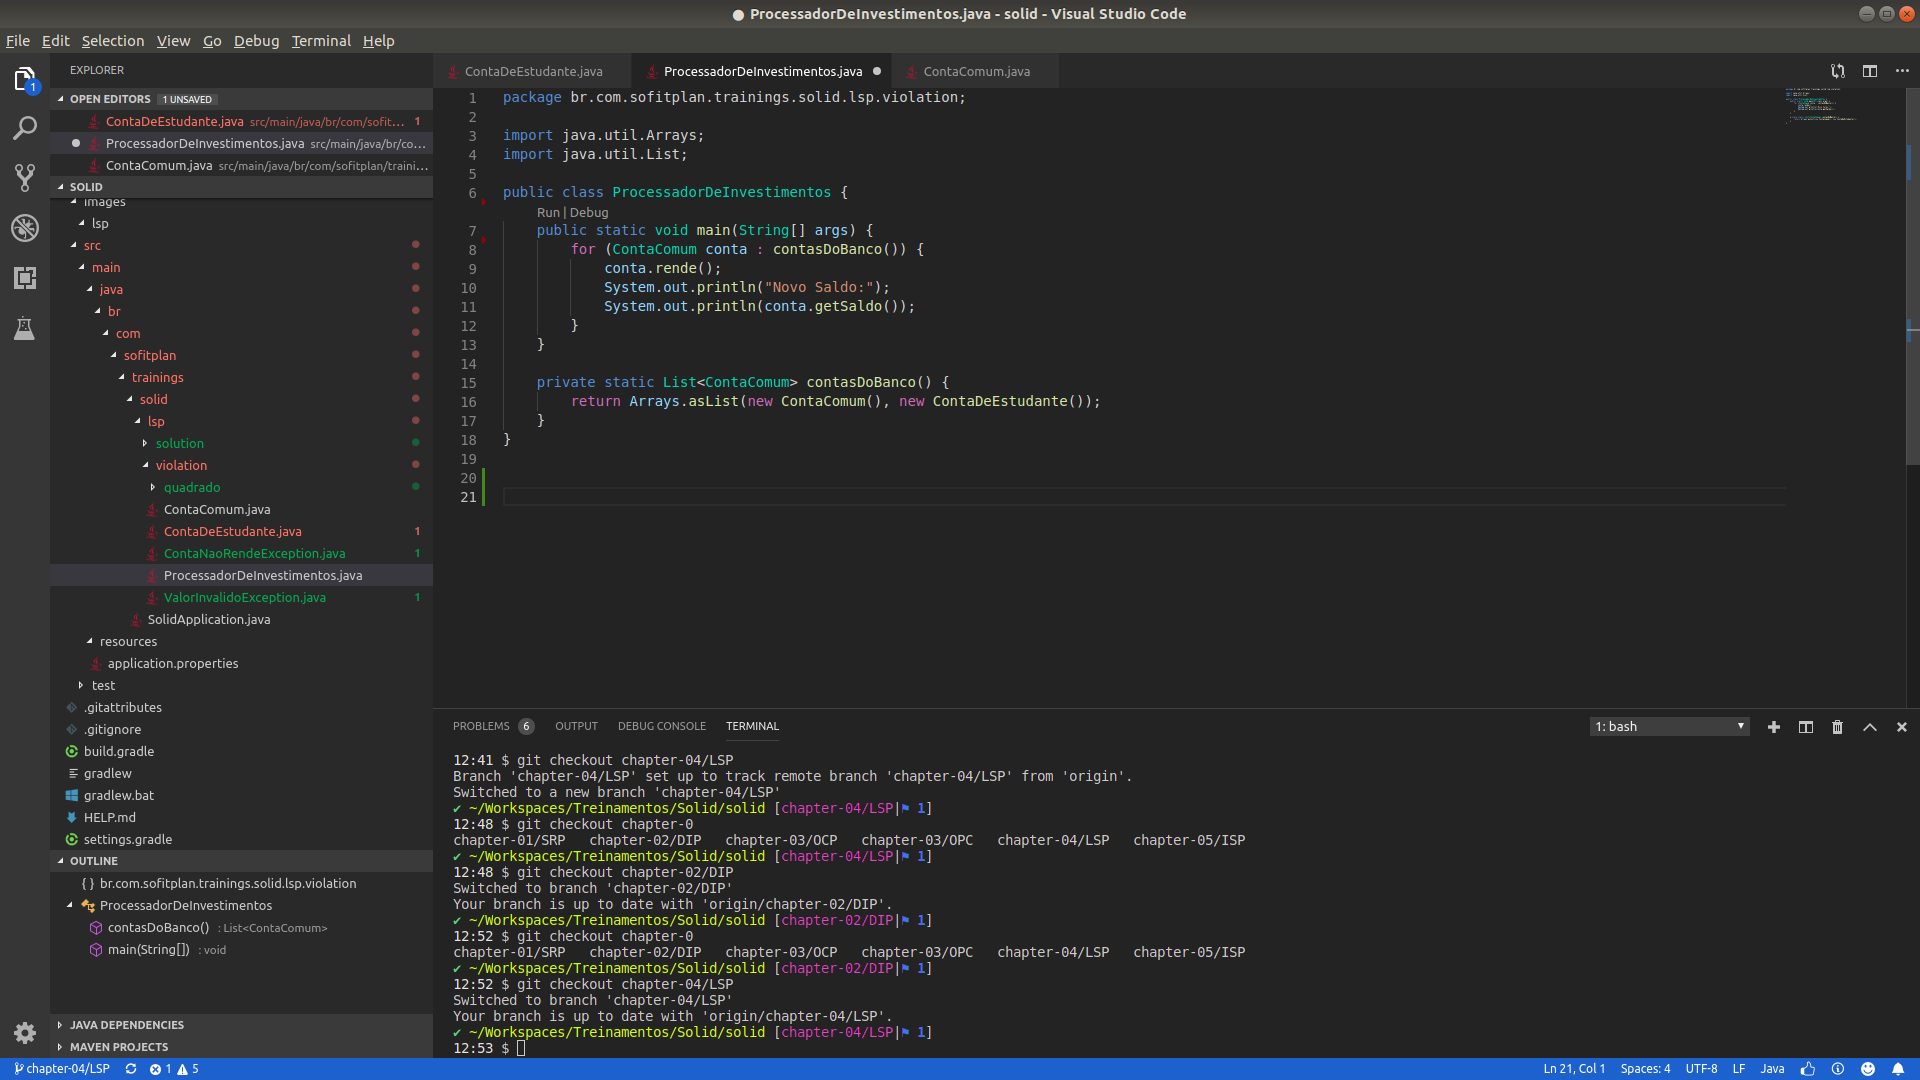 ● ProcessadorDeInvestimentos.java - solid - Visual Studio Code
File Edit Selection View Go Debug Terminal Help
1
EXPLORER
OPEN EDITORS 1 UNSAVED
ContaDeEstudante.java src/main/java/br/com/sofit... 1
ProcessadorDeInvestimentos.java src/main/java/br/co...
ContaComum.java src/main/java/br/com/sofitplan/traini...
SOLID
images
lsp
src
main
java
br
com
sofitplan
trainings
solid
lsp
solution
violation
quadrado
ContaComum.java
ContaDeEstudante.java 1
ContaNaoRendeException.java 1
ProcessadorDeInvestimentos.java
ValorInvalidoException.java 1
SolidApplication.java
resources
application.properties
test
.gitattributes
.gitignore
build.gradle
gradlew
gradlew.bat
HELP.md
settings.gradle
OUTLINE
{ } br.com.sofitplan.trainings.solid.lsp.violation
ProcessadorDeInvestimentos
contasDoBanco() : List<ContaComum>
main(String[]) : void
JAVA DEPENDENCIES
MAVEN PROJECTS
ContaDeEstudante.java ProcessadorDeInvestimentos.java ContaComum.java
1 package br.com.sofitplan.trainings.solid.lsp.violation;
2
3 import java.util.Arrays;
4 import java.util.List;
5
6 public class ProcessadorDeInvestimentos {
Run | Debug
7 public static void main(String[] args) {
8 for (ContaComum conta : contasDoBanco()) {
9 conta.rende();
10 System.out.println("Novo Saldo:");
11 System.out.println(conta.getSaldo());
12 }
13 }
14
15 private static List<ContaComum> contasDoBanco() {
16 return Arrays.asList(new ContaComum(), new ContaDeEstudante());
17 }
18 }
19
20
21
PROBLEMS 6 OUTPUT DEBUG CONSOLE TERMINAL 1: bash
12:41 $ git checkout chapter-04/LSP
Branch 'chapter-04/LSP' set up to track remote branch 'chapter-04/LSP' from 'origin'.
Switched to a new branch 'chapter-04/LSP'
✔ ~/Workspaces/Treinamentos/Solid/solid [chapter-04/LSP|⚑ 1]
12:48 $ git checkout chapter-0
chapter-01/SRP chapter-02/DIP chapter-03/OCP chapter-03/OPC chapter-04/LSP chapter-05/ISP
✔ ~/Workspaces/Treinamentos/Solid/solid [chapter-04/LSP|⚑ 1]
12:48 $ git checkout chapter-02/DIP
Switched to branch 'chapter-02/DIP'
Your branch is up to date with 'origin/chapter-02/DIP'.
✔ ~/Workspaces/Treinamentos/Solid/solid [chapter-02/DIP|⚑ 1]
12:52 $ git checkout chapter-0
chapter-01/SRP chapter-02/DIP chapter-03/OCP chapter-03/OPC chapter-04/LSP chapter-05/ISP
✔ ~/Workspaces/Treinamentos/Solid/solid [chapter-02/DIP|⚑ 1]
12:52 $ git checkout chapter-04/LSP
Switched to branch 'chapter-04/LSP'
Your branch is up to date with 'origin/chapter-04/LSP'.
✔ ~/Workspaces/Treinamentos/Solid/solid [chapter-04/LSP|⚑ 1]
12:53 $
chapter-04/LSP 1 5 Ln 21, Col 1 Spaces: 4 UTF-8 LF Java